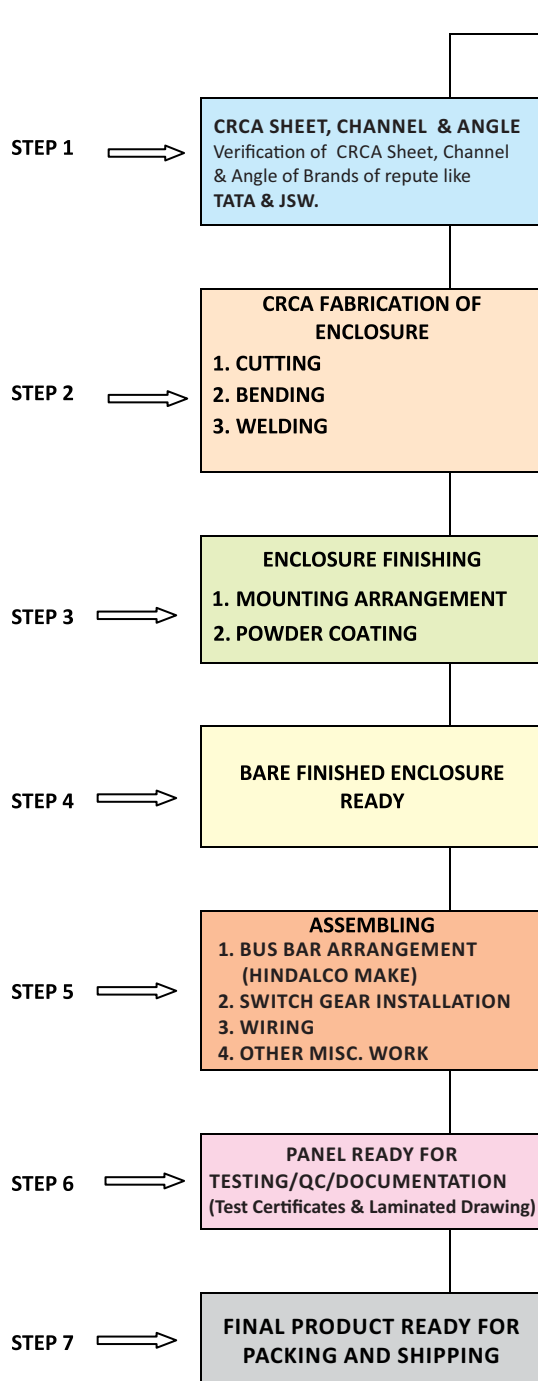 STEP 1
CRCA SHEET, CHANNEL & ANGLE
Verification of CRCA Sheet, Channel
& Angle of Brands of repute like
TATA & JSW.
STEP 2
CRCA FABRICATION OF
ENCLOSURE
1. CUTTING
2. BENDING
3. WELDING
STEP 3
ENCLOSURE FINISHING
1. MOUNTING ARRANGEMENT
2. POWDER COATING
STEP 4
BARE FINISHED ENCLOSURE
READY
STEP 5
ASSEMBLING
1. BUS BAR ARRANGEMENT
(HINDALCO MAKE)
2. SWITCH GEAR INSTALLATION
3. WIRING
4. OTHER MISC. WORK
STEP 6
PANEL READY FOR
TESTING/QC/DOCUMENTATION
(Test Certificates & Laminated Drawing)
STEP 7
FINAL PRODUCT READY FOR
PACKING AND SHIPPING